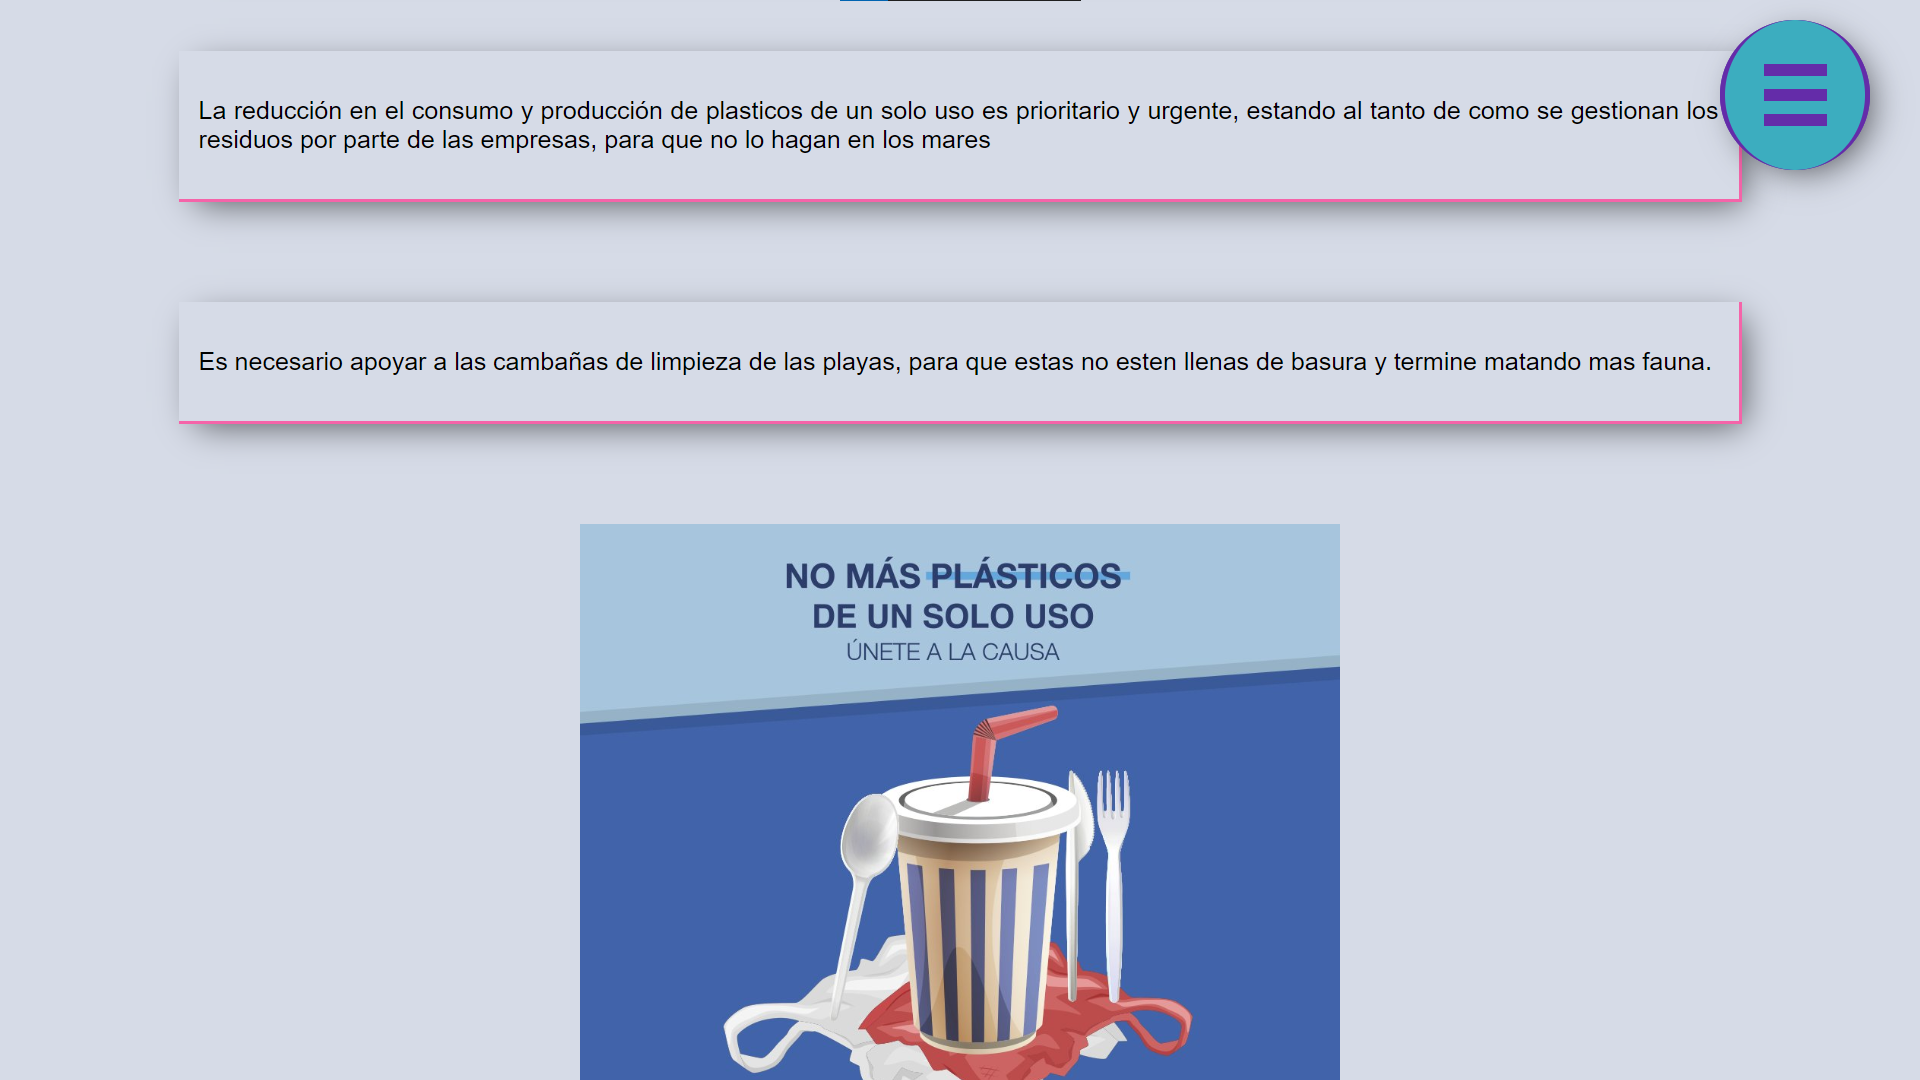 La reducción en el consumo y producción de plasticos de un solo uso es prioritario y urgente, estando al tanto de como se gestionan los
residuos por parte de las empresas, para que no lo hagan en los mares
Es necesario apoyar a las cambañas de limpieza de las playas, para que estas no esten llenas de basura y termine matando mas fauna.
NO MÁS PLÁSTICOS
DE UN SOLO USO
ÚNETE A LA CAUSA